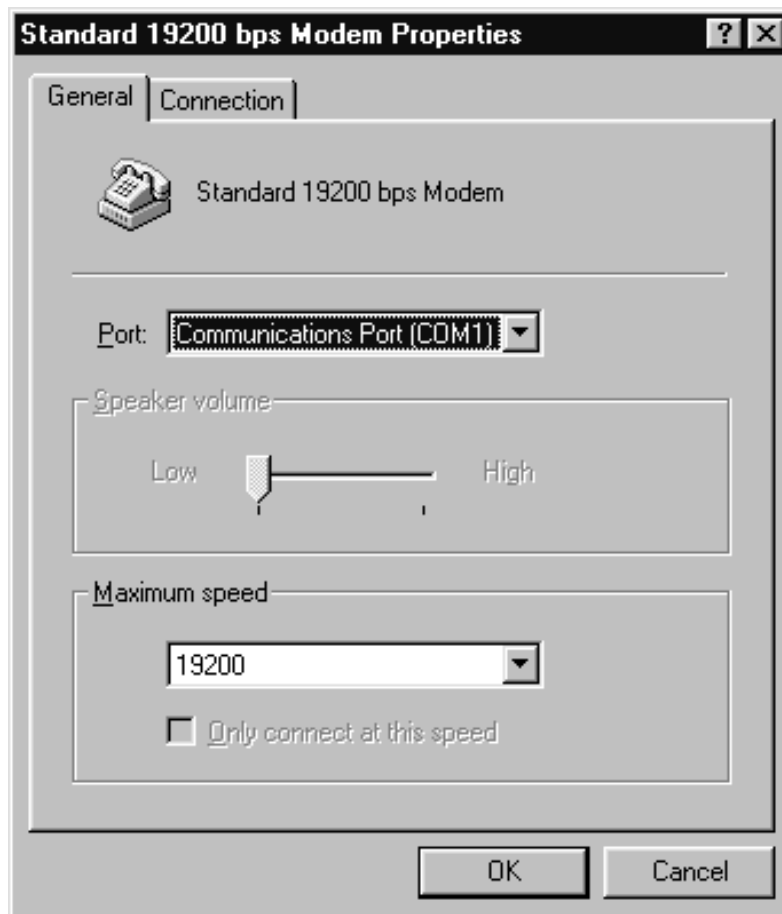 Standard 19200 bps Modem Properties
General Connection
Standard 19200 bps Modem
Port: Communications Port (COM1)
Speaker volume
Low High
Maximum speed
19200
Only connect at this speed
OK Cancel